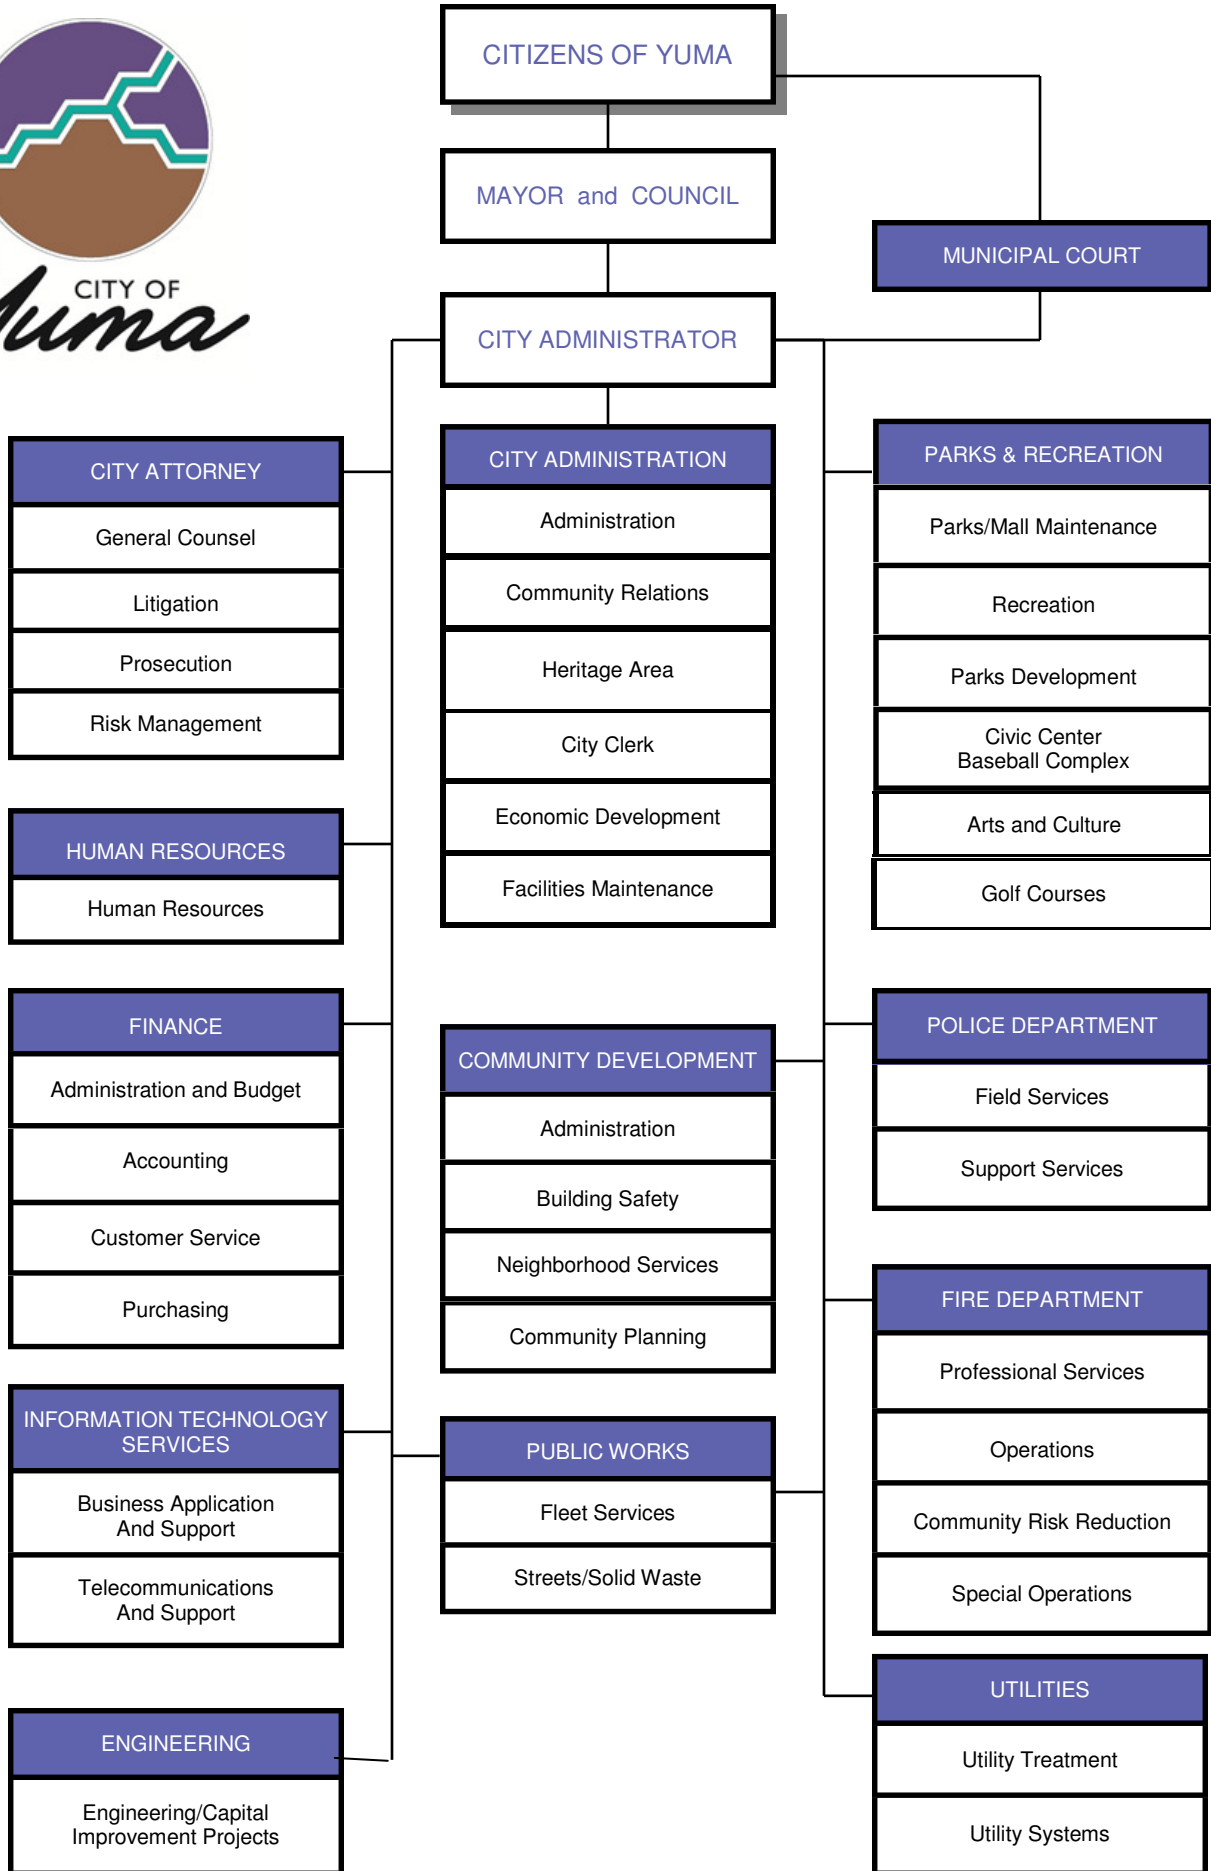 CITIZENS OF YUMA
MAYOR and COUNCIL
MUNICIPAL COURT
CITY OF
Yuma
CITY ADMINISTRATOR
CITY ATTORNEY
General Counsel
Litigation
Prosecution
Risk Management
HUMAN RESOURCES
Human Resources
FINANCE
Administration and Budget
Accounting
Customer Service
Purchasing
INFORMATION TECHNOLOGY
SERVICES
Business Application
And Support
Telecommunications
And Support
ENGINEERING
Engineering/Capital
Improvement Projects
CITY ADMINISTRATION
Administration
Community Relations
Heritage Area
City Clerk
Economic Development
Facilities Maintenance
COMMUNITY DEVELOPMENT
Administration
Building Safety
Neighborhood Services
Community Planning
PUBLIC WORKS
Fleet Services
Streets/Solid Waste
PARKS & RECREATION
Parks/Mall Maintenance
Recreation
Parks Development
Civic Center
Baseball Complex
Arts and Culture
Golf Courses
POLICE DEPARTMENT
Field Services
Support Services
FIRE DEPARTMENT
Professional Services
Operations
Community Risk Reduction
Special Operations
UTILITIES
Utility Treatment
Utility Systems